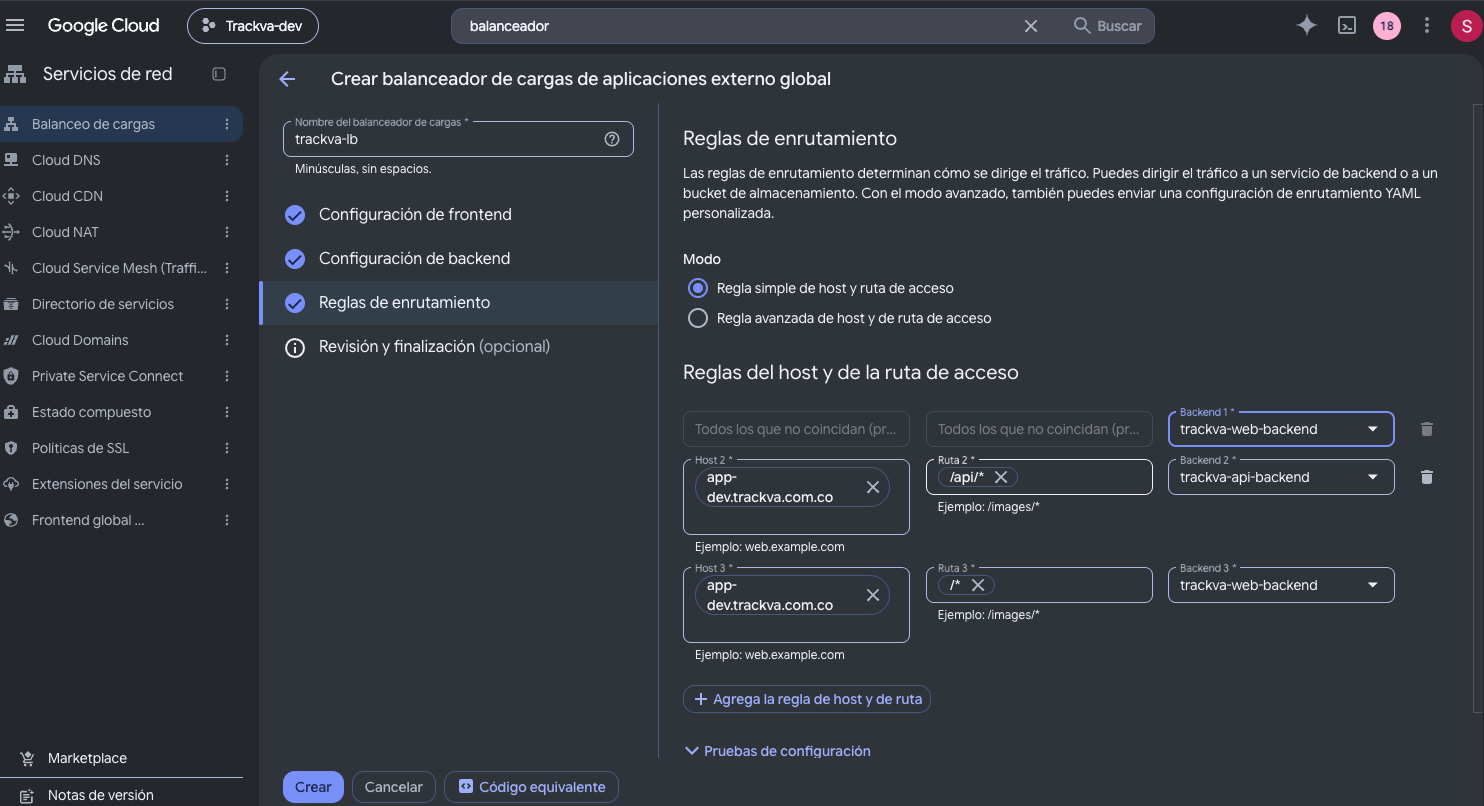 Google Cloud
Trackva-dev
balanceador
Buscar
18
S
Servicios de red
Balanceo de cargas
Cloud DNS
Cloud CDN
Cloud NAT
Cloud Service Mesh (Traffi...
Directorio de servicios
Cloud Domains
Private Service Connect
Estado compuesto
Políticas de SSL
Extensiones del servicio
Frontend global ...
Marketplace
Notas de versión
Crear balanceador de cargas de aplicaciones externo global
Nombre del balanceador de cargas *
trackva-lb
Minúsculas, sin espacios.
Configuración de frontend
Configuración de backend
Reglas de enrutamiento
Revisión y finalización (opcional)
Reglas de enrutamiento
Las reglas de enrutamiento determinan cómo se dirige el tráfico. Puedes dirigir el tráfico a un servicio de backend o a un
bucket de almacenamiento. Con el modo avanzado, también puedes enviar una configuración de enrutamiento YAML
personalizada.
Modo
Regla simple de host y ruta de acceso
Regla avanzada de host y de ruta de acceso
Reglas del host y de la ruta de acceso
Todos los que no coincidan (pr...
Todos los que no coincidan (pr...
Backend 1 *
trackva-web-backend
Host 2 *
app-
dev.trackva.com.co
Ejemplo: web.example.com
Ruta 2 *
/api/*
Ejemplo: /images/*
Backend 2 *
trackva-api-backend
Host 3 *
app-
dev.trackva.com.co
Ejemplo: web.example.com
Ruta 3 *
/*
Ejemplo: /images/*
Backend 3 *
trackva-web-backend
Agrega la regla de host y de ruta
Pruebas de configuración
Crear
Cancelar
Código equivalente